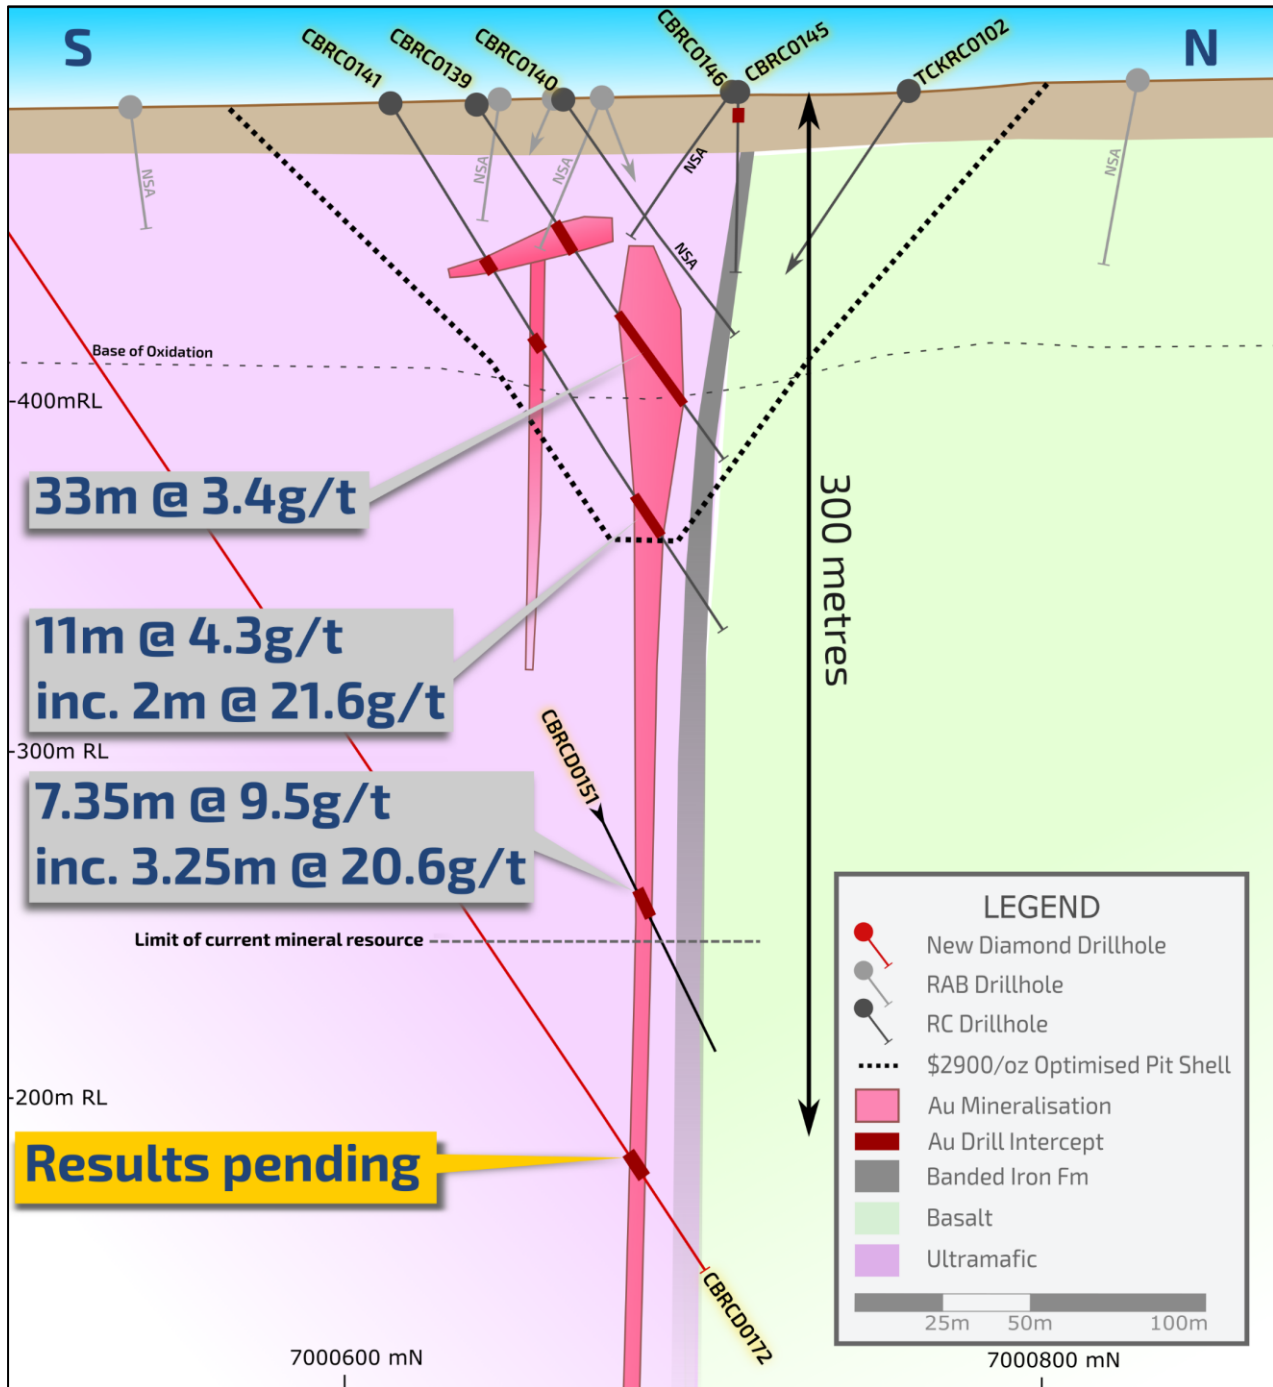 S
N
CBRC0141
CBRC0139
CBRC0140
CBRC0146
CBRC0145
TCKRC0102
NSA
NSA
NSA
NSA
NSA
NSA
Base of Oxidation
400mRL
33m @ 3.4g/t
300 metres
11m @ 4.3g/t
inc. 2m @ 21.6g/t
300m RL
CBRCD0151
7.35m @ 9.5g/t
inc. 3.25m @ 20.6g/t
Limit of current mineral resource
200m RL
Results pending
CBRCD0172
LEGEND
New Diamond Drillhole
RAB Drillhole
RC Drillhole
$2900/oz Optimised Pit Shell
Au Mineralisation
Au Drill Intercept
Banded Iron Fm
Basalt
Ultramafic
25m 50m 100m
7000600 mN
7000800 mN